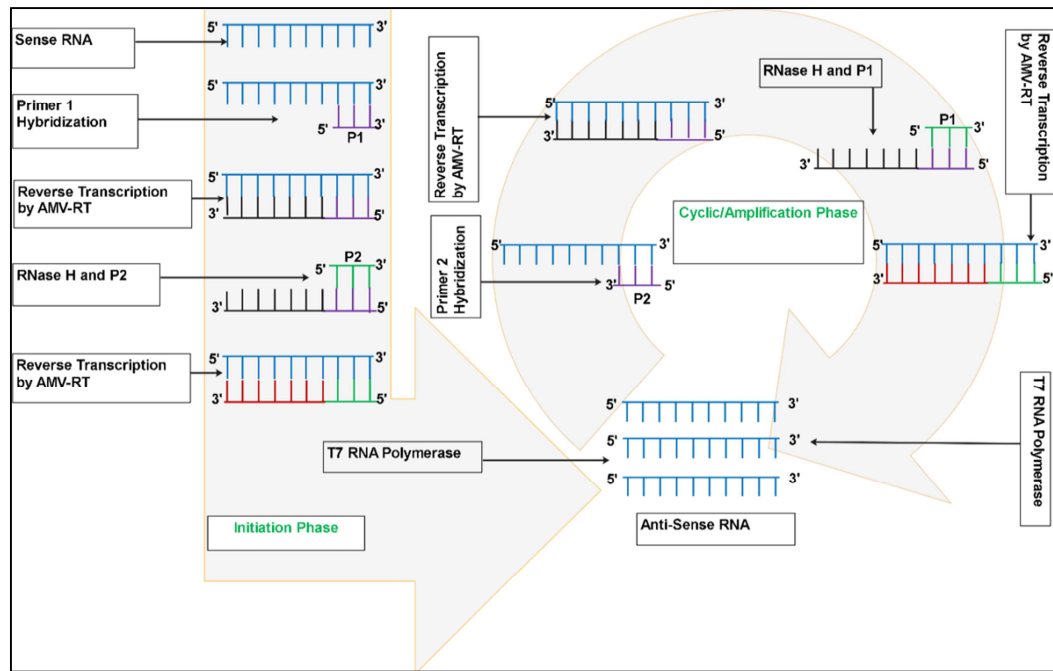 5' 3'
Sense RNA
5' 3'
Primer 1
Hybridization
5' 3'
P1
5' 3'
Reverse Transcription
by AMV-RT
3' 5'
P2
5' 3'
RNase H and P2
3' 5'
5' 3'
Reverse Transcription
by AMV-RT
3' 5'
Initiation Phase
T7 RNA Polymerase
5' 3'
5' 3'
5' 3'
Anti-Sense RNA
T7 RNA
Polymerase
Primer 2
Hybridization
5' 3'
3' 5'
P2
Reverse Transcription
by AMV-RT
5' 3'
3' 5'
Cyclic/Amplification Phase
RNase H and P1
P1
5' 3'
3' 5'
Reverse Transcription
by AMV-RT
5' 3'
3' 5'